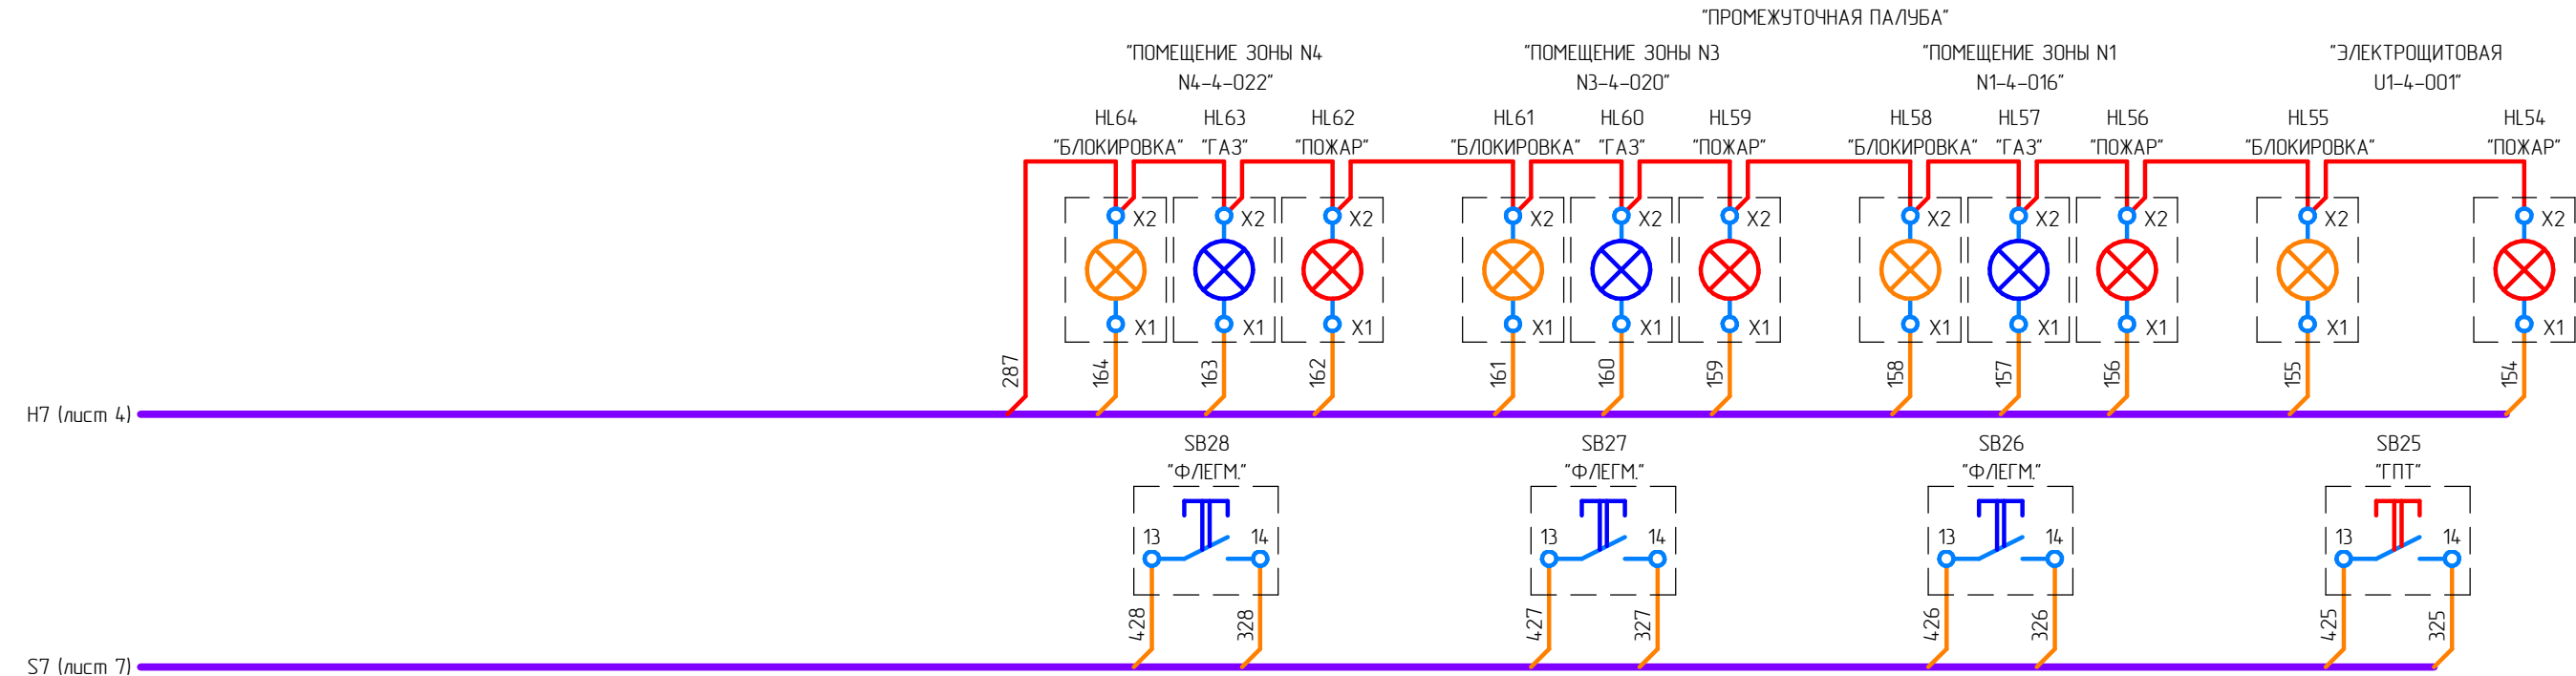 "ПРОМЕЖУТОЧНАЯ ПАЛУБА"
"ПОМЕЩЕНИЕ ЗОНЫ N4
N4-4-022"
"ПОМЕЩЕНИЕ ЗОНЫ N3
N3-4-020"
"ПОМЕЩЕНИЕ ЗОНЫ N1
N1-4-016"
"ЭЛЕКТРОЩИТОВАЯ
U1-4-001"
HL64
"БЛОКИРОВКА"
HL63
"ГАЗ"
HL62
"ПОЖАР"
HL61
"БЛОКИРОВКА"
HL60
"ГАЗ"
HL59
"ПОЖАР"
HL58
"БЛОКИРОВКА"
HL57
"ГАЗ"
HL56
"ПОЖАР"
HL55
"БЛОКИРОВКА"
HL54
"ПОЖАР"
X2 X2 X2 X2 X2 X2 X2 X2 X2 X2 X2
X1 X1 X1 X1 X1 X1 X1 X1 X1 X1 X1
287 164 163 162 161 160 159 158 157 156 155 154
H7 (лист 4)
SB28
"ФЛЕГМ."
SB27
"ФЛЕГМ."
SB26
"ФЛЕГМ."
SB25
"ГПТ"
13 14 13 14 13 14 13 14
428 328 427 327 426 326 425 325
S7 (лист 7)